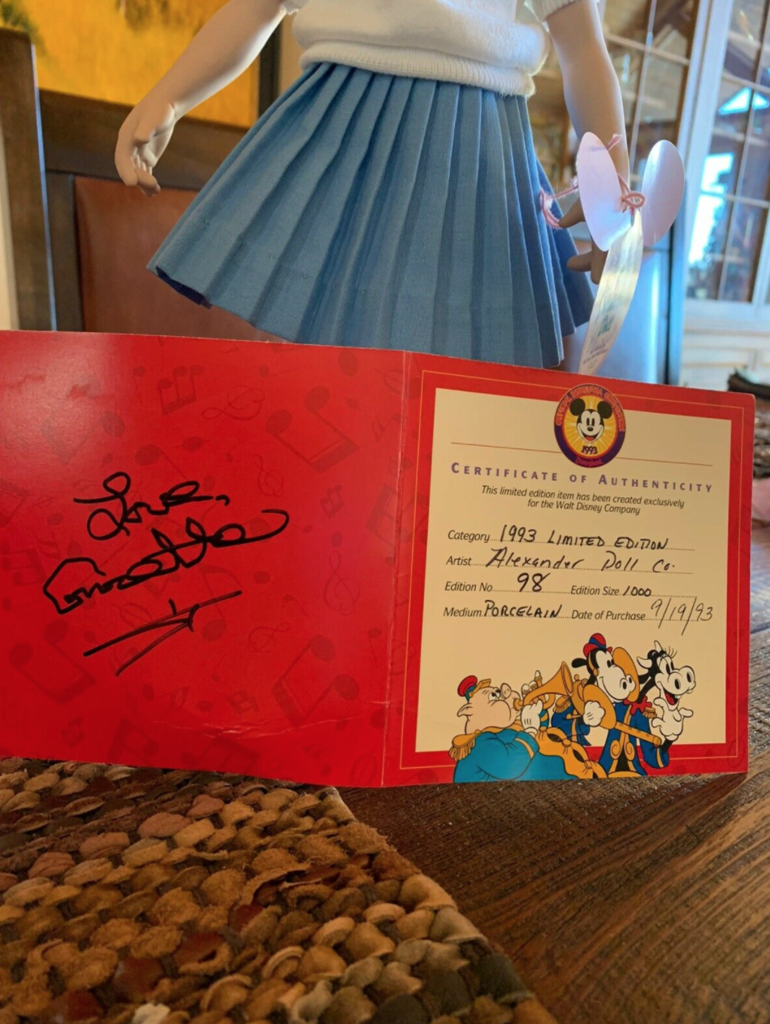 Love,
Annette
1993
CERTIFICATE OF AUTHENTICITY
This limited edition item has been created exclusively
for the Walt Disney Company
Category 1993 LIMITED EDITION
Artist Alexander Doll Co.
Edition No 98 Edition Size 1000
Medium PORCELAIN Date of Purchase 9/19/93